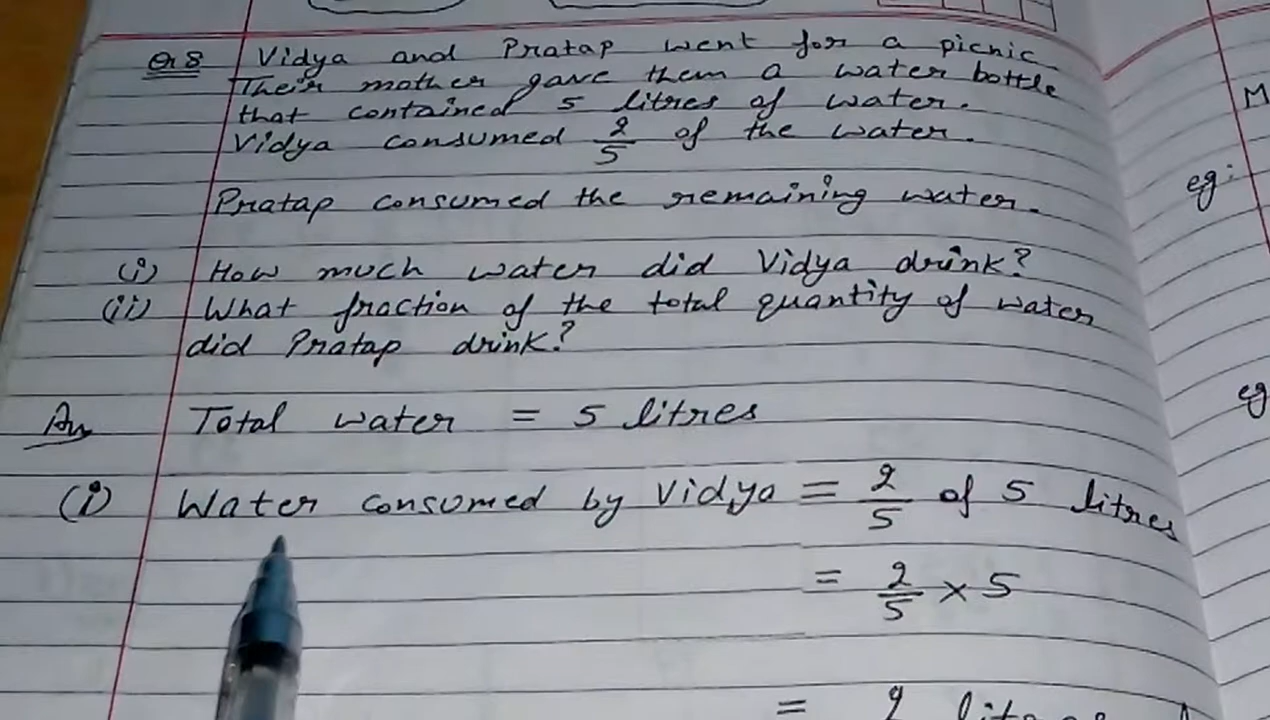 Q8 Vidya and Pratap went for a picnic.
Their mother gave them a water bottle
that contained 5 litres of water.
Vidya consumed 2/5 of the water.
Pratap consumed the remaining water.
(i) How much water did Vidya drink?
(ii) What fraction of the total quantity of water
did Pratap drink?
Ans Total water = 5 litres
(i) Water consumed by Vidya = 2/5 of 5 litres
= 2/5 × 5
= 2 litres
M
eg:
eg